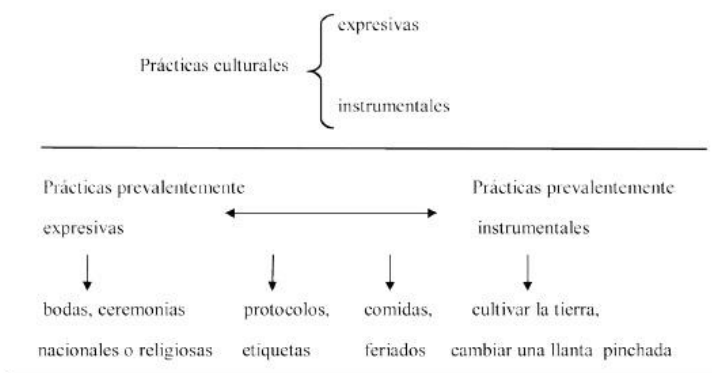 expresivas
Prácticas culturales
instrumentales
Prácticas prevalentemente Prácticas prevalentemente
expresivas instrumentales
bodas, ceremonias protocolos, comidas, cultivar la tierra,
nacionales o religiosas etiquetas feriados cambiar una llanta pinchada